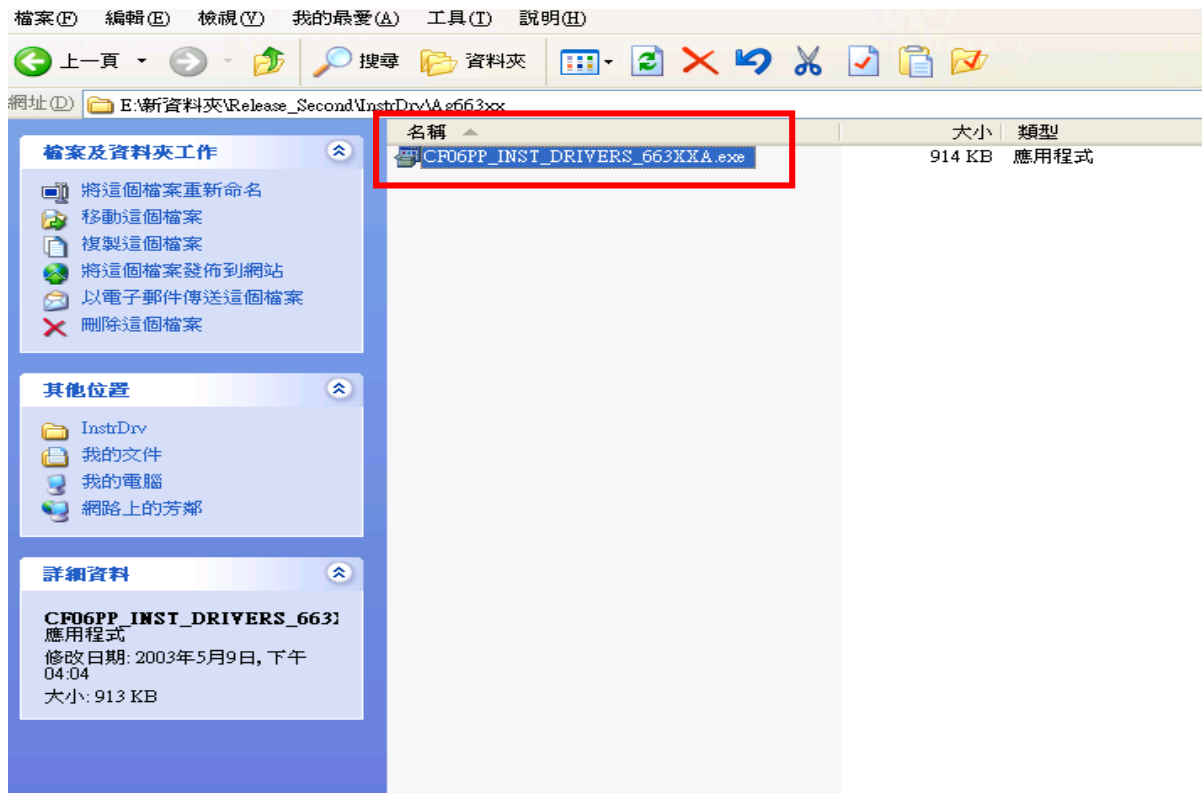 檔案(F) 編輯(E) 檢視(V) 我的最愛(A) 工具(T) 說明(H)
上一頁 搜尋 資料夾
網址(D) E:\新資料夾\Release_Second\InstrDrv\Ag663xx
名稱 大小 類型
CF06PP_INST_DRIVERS_663XXA.exe 914 KB 應用程式
檔案及資料夾工作
將這個檔案重新命名
移動這個檔案
複製這個檔案
將這個檔案發佈到網站
以電子郵件傳送這個檔案
刪除這個檔案
其他位置
InstrDrv
我的文件
我的電腦
網路上的芳鄰
詳細資料
CF06PP_INST_DRIVERS_663
應用程式
修改日期: 2003年5月9日, 下午
04:04
大小: 913 KB